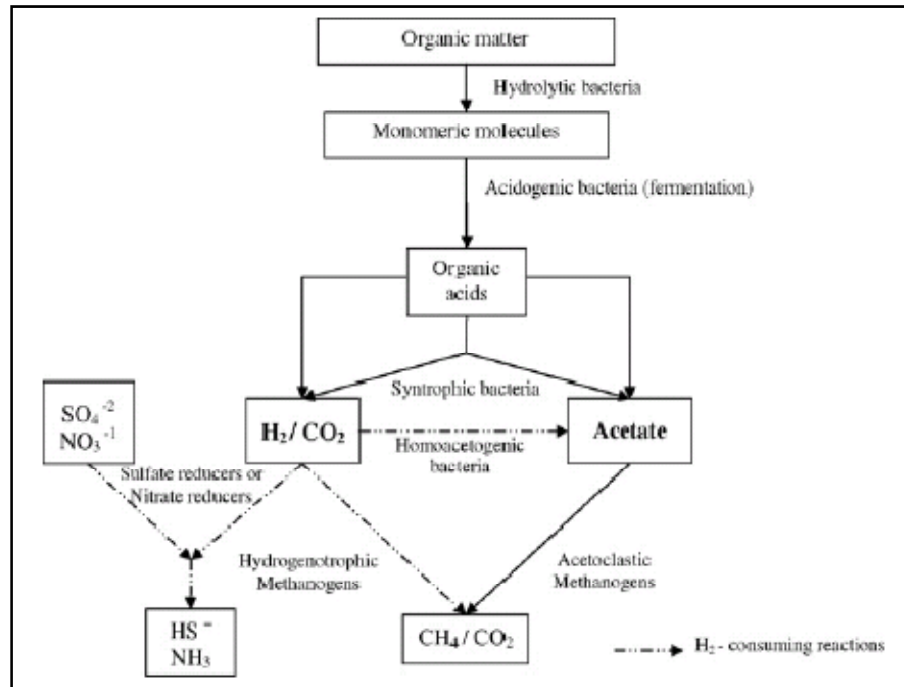 Organic matter
Hydrolytic bacteria
Monomeric molecules
Acidogenic bacteria (fermentation.)
Organic
acids
Syntrophic bacteria
SO₄⁻²
NO₃⁻¹
H₂ / CO₂
Acetate
Homoacetogenic
bacteria
Sulfate reducers or
Nitrate reducers
Hydrogenotrophic
Methanogens
Acetoclastic
Methanogens
HS⁼
NH₃
CH₄ / CO₂
H₂ - consuming reactions